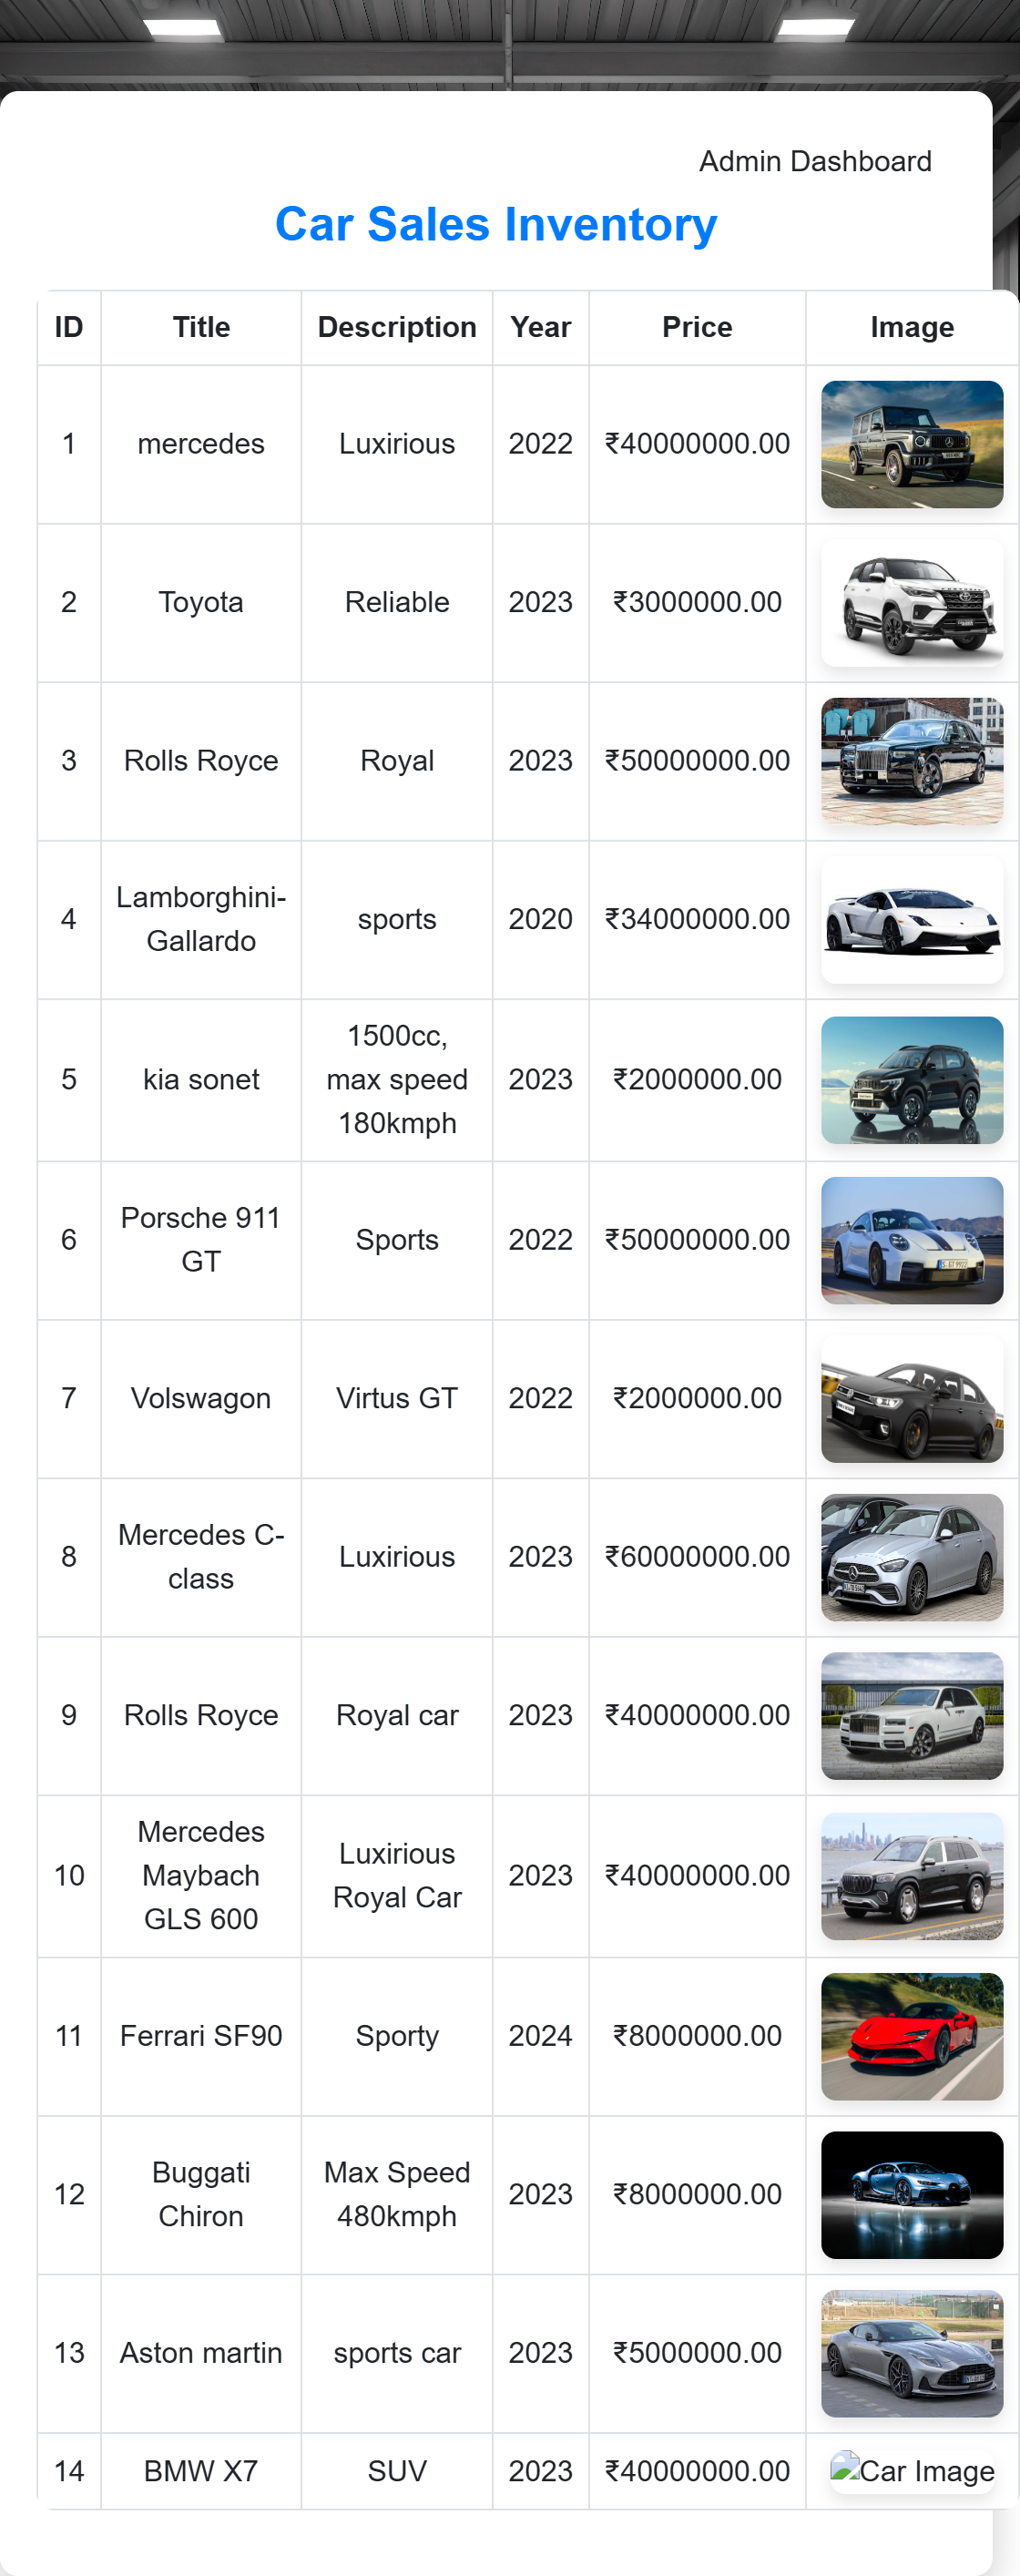 Admin Dashboard
Car Sales Inventory
ID Title Description Year Price Image
1 mercedes Luxirious 2022 ₹40000000.00
2 Toyota Reliable 2023 ₹3000000.00
3 Rolls Royce Royal 2023 ₹50000000.00
4 Lamborghini-
Gallardo sports 2020 ₹34000000.00
5 kia sonet 1500cc,
max speed
180kmph 2023 ₹2000000.00
6 Porsche 911
GT Sports 2022 ₹50000000.00
7 Volswagon Virtus GT 2022 ₹2000000.00
8 Mercedes C-
class Luxirious 2023 ₹60000000.00
9 Rolls Royce Royal car 2023 ₹40000000.00
10 Mercedes
Maybach
GLS 600 Luxirious
Royal Car 2023 ₹40000000.00
11 Ferrari SF90 Sporty 2024 ₹8000000.00
12 Buggati
Chiron Max Speed
480kmph 2023 ₹8000000.00
13 Aston martin sports car 2023 ₹5000000.00
14 BMW X7 SUV 2023 ₹40000000.00 Car Image